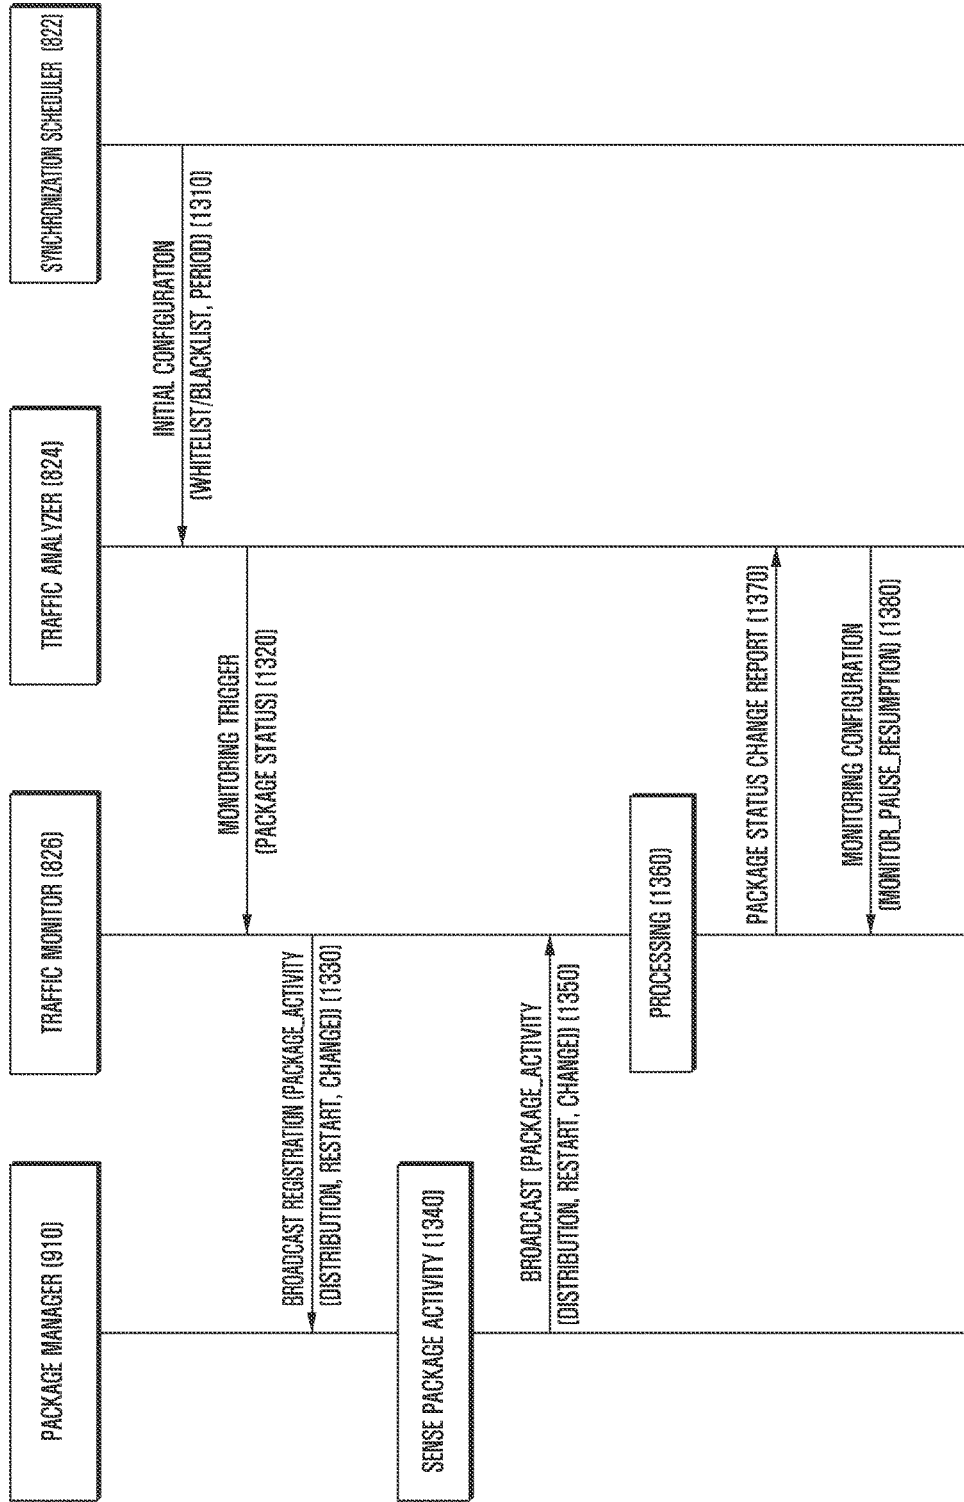 PACKAGE MANAGER (910)
TRAFFIC MONITOR (826)
TRAFFIC ANALYZER (824)
SYNCHRONIZATION SCHEDULER (822)
INITIAL CONFIGURATION
(WHITELIST/BLACKLIST, PERIOD) (1310)
MONITORING TRIGGER
(PACKAGE STATUS) (1320)
BROADCAST REGISTRATION (PACKAGE_ACTIVITY
(DISTRIBUTION, RESTART, CHANGE)) (1330)
SENSE PACKAGE ACTIVITY (1340)
BROADCAST (PACKAGE_ACTIVITY
(DISTRIBUTION, RESTART, CHANGE)) (1350)
PROCESSING (1360)
PACKAGE STATUS CHANGE REPORT (1370)
MONITORING CONFIGURATION
(MONITOR_PAUSE_RESUMPTION) (1380)